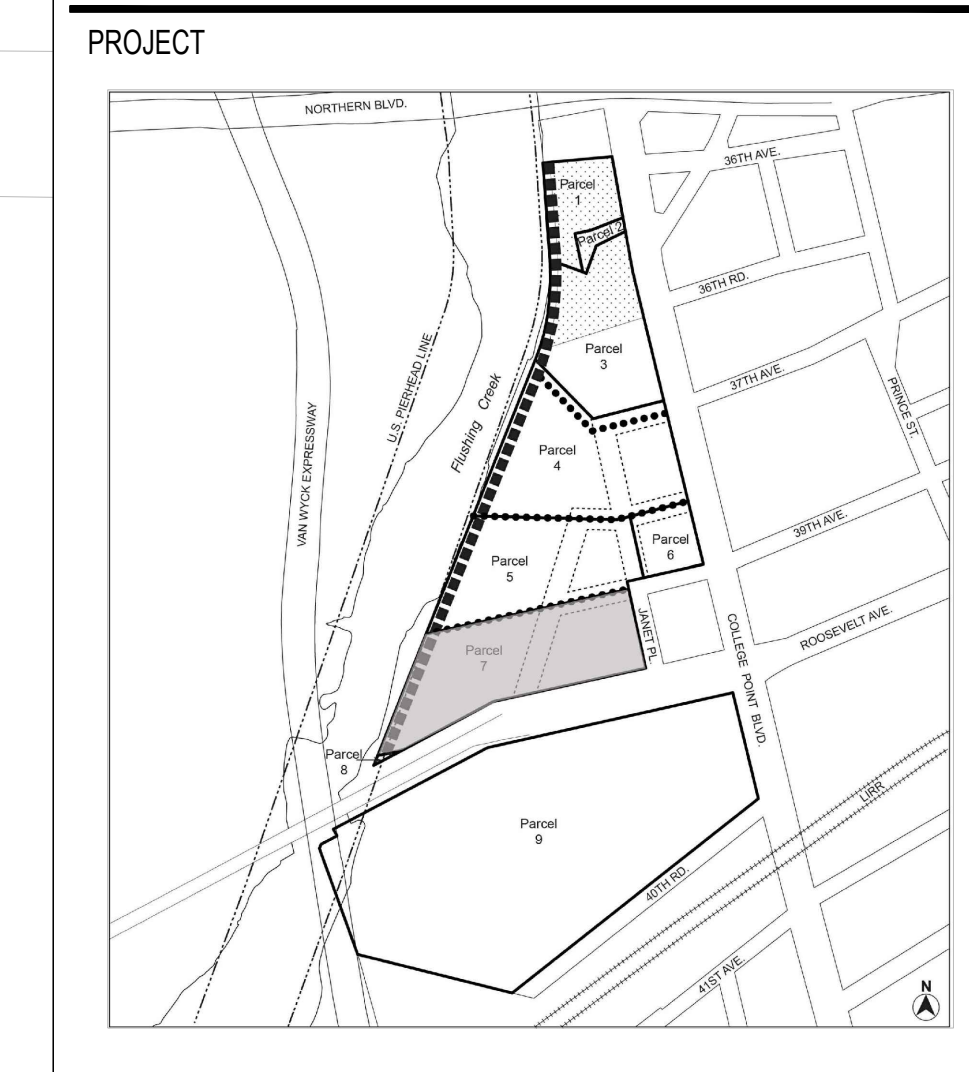 PROJECT
NORTHERN BLVD.
36TH AVE.
Parcel
1
Parcel 2
36TH RD.
U.S. PIERHEAD LINE
Parcel
3
37TH AVE.
PRINCE ST.
Flushing Creek
VAN WYCK EXPRESSWAY
Parcel
4
39TH AVE.
Parcel
5
Parcel
6
JANET PL.
COLLEGE POINT BLVD.
ROOSEVELT AVE.
Parcel
7
Parcel
8
LIRR
Parcel
9
40TH RD.
41ST AVE.
N